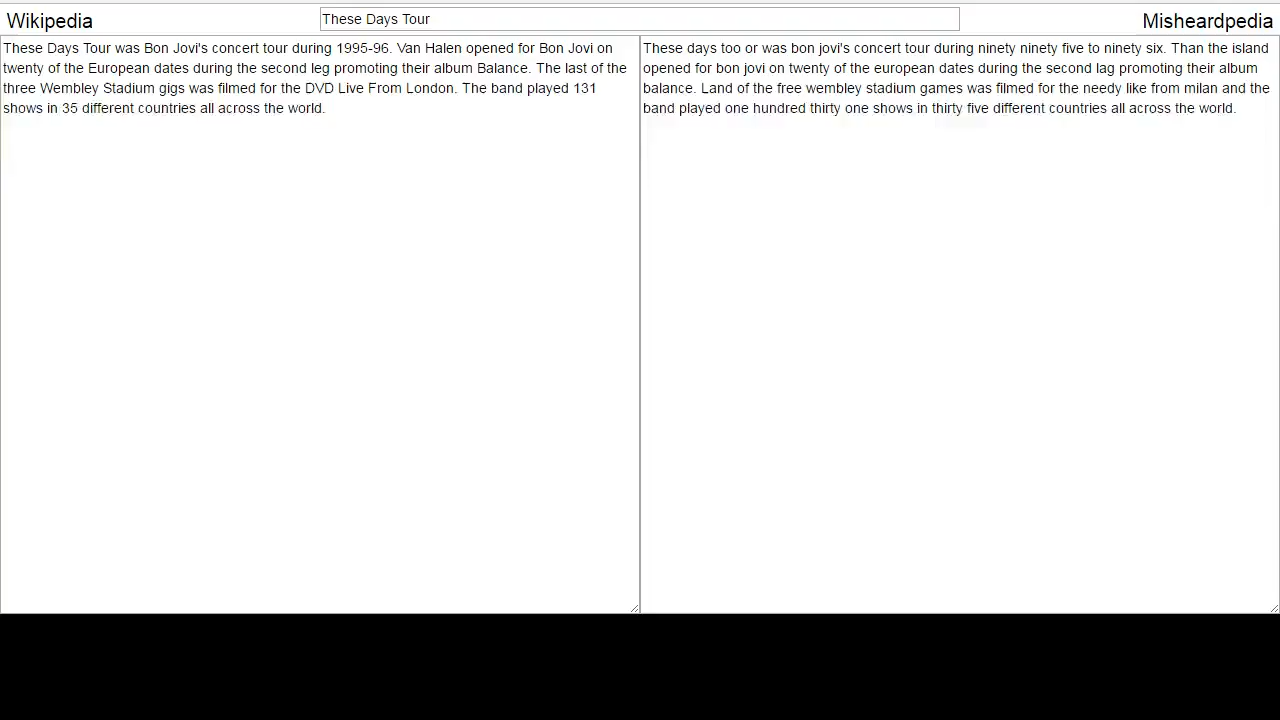 Wikipedia
These Days Tour
Misheardpedia
These Days Tour was Bon Jovi's concert tour during 1995-96. Van Halen opened for Bon Jovi on
twenty of the European dates during the second leg promoting their album Balance. The last of the
three Wembley Stadium gigs was filmed for the DVD Live From London. The band played 131
shows in 35 different countries all across the world.
These days too or was bon jovi's concert tour during ninety ninety five to ninety six. Than the island
opened for bon jovi on twenty of the european dates during the second lag promoting their album
balance. Land of the free wembley stadium games was filmed for the needy like from milan and the
band played one hundred thirty one shows in thirty five different countries all across the world.